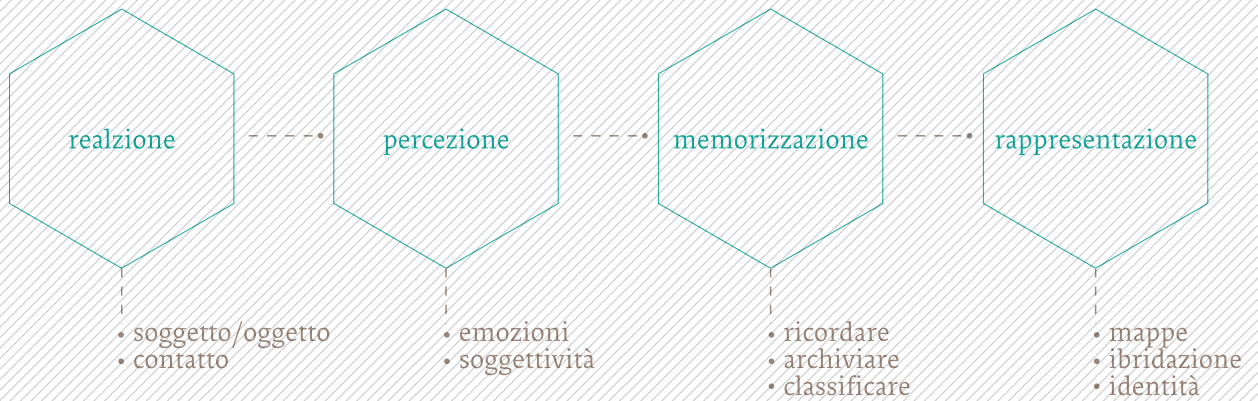 realzione
percezione
memorizzazione
rappresentazione
• soggetto/oggetto
• contatto
• emozioni
• soggettività
• ricordare
• archiviare
• classificare
• mappe
• ibridazione
• identità